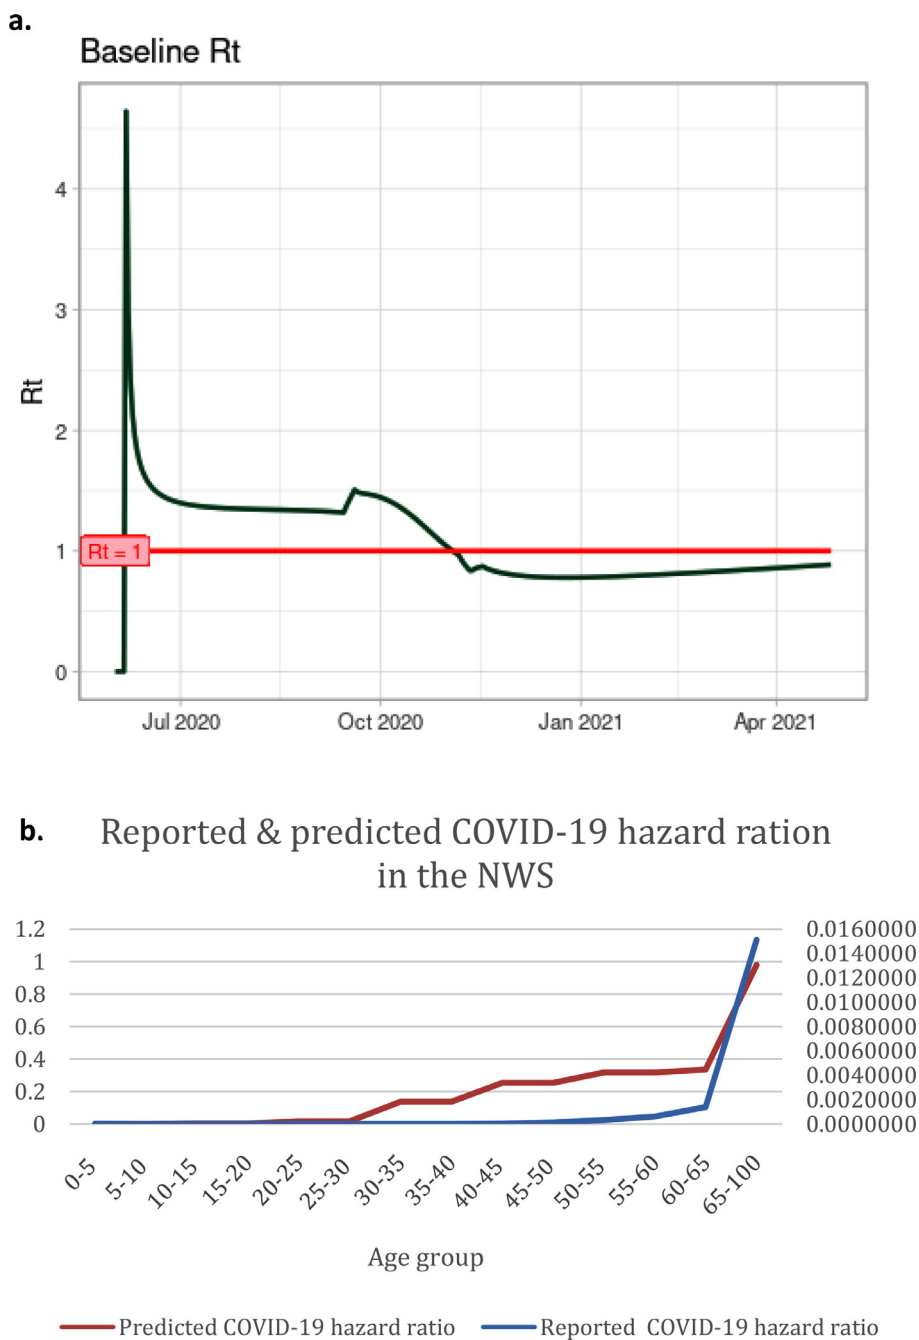 a.
Baseline Rt
4
3
2
1
0
Rt
Rt = 1
Jul 2020 Oct 2020 Jan 2021 Apr 2021
b. Reported & predicted COVID-19 hazard ration
in the NWS
1.2 0.0160000
1 0.0140000
0.8 0.0120000
0.6 0.0100000
0.4 0.0080000
0.2 0.0060000
0 0.0040000
0.0020000
0.0000000
0-5 5-10 10-15 15-20 20-25 25-30 30-35 35-40 40-45 45-50 50-55 55-60 60-65 65-100
Age group
Predicted COVID-19 hazard ratio Reported COVID-19 hazard ratio